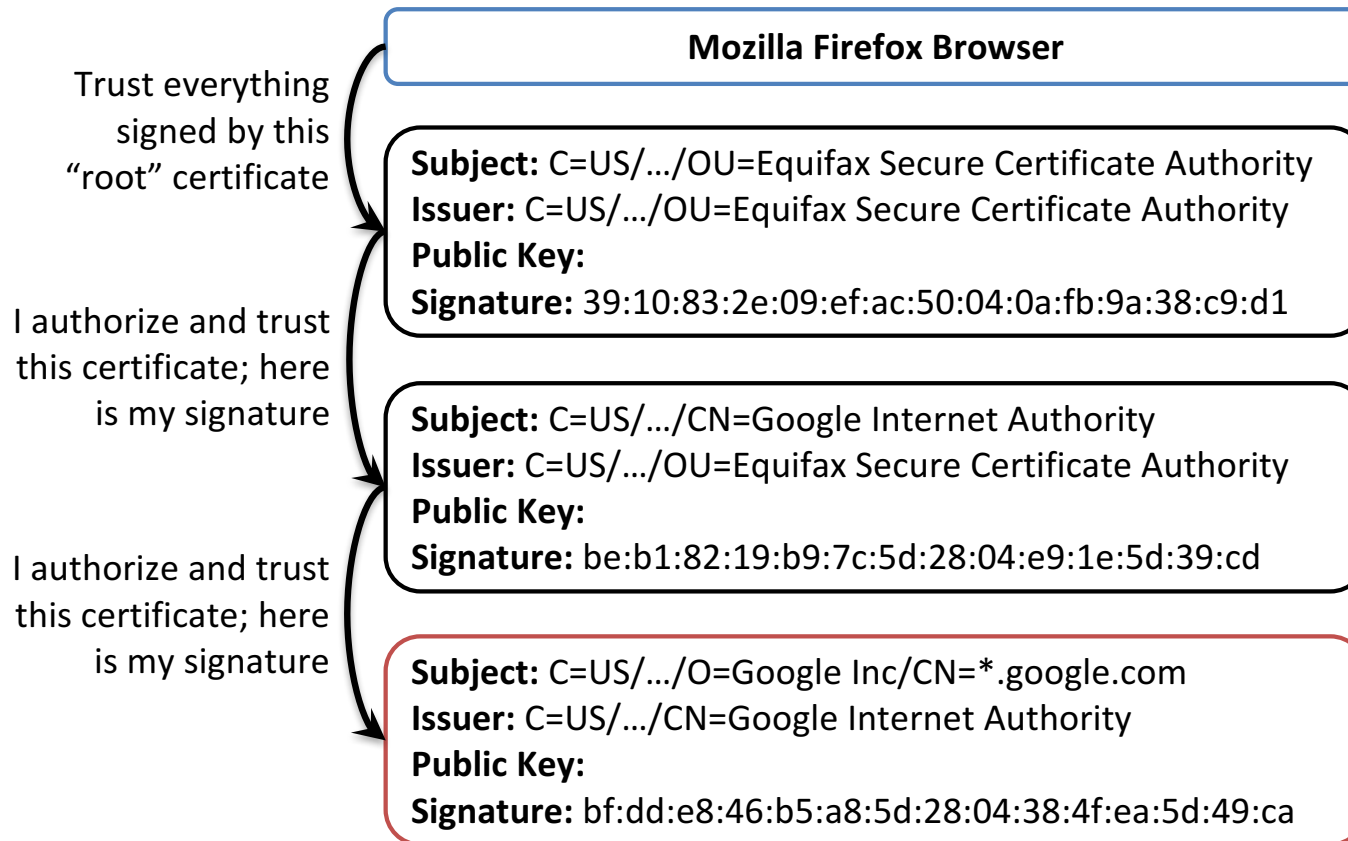 Mozilla Firefox Browser
Trust everything
signed by this
“root” certificate
Subject: C=US/.../OU=Equifax Secure Certificate Authority
Issuer: C=US/.../OU=Equifax Secure Certificate Authority
Public Key:
Signature: 39:10:83:2e:09:ef:ac:50:04:0a:fb:9a:38:c9:d1
I authorize and trust
this certificate; here
is my signature
Subject: C=US/.../CN=Google Internet Authority
Issuer: C=US/.../OU=Equifax Secure Certificate Authority
Public Key:
Signature: be:b1:82:19:b9:7c:5d:28:04:e9:1e:5d:39:cd
I authorize and trust
this certificate; here
is my signature
Subject: C=US/.../O=Google Inc/CN=*.google.com
Issuer: C=US/.../CN=Google Internet Authority
Public Key:
Signature: bf:dd:e8:46:b5:a8:5d:28:04:38:4f:ea:5d:49:ca